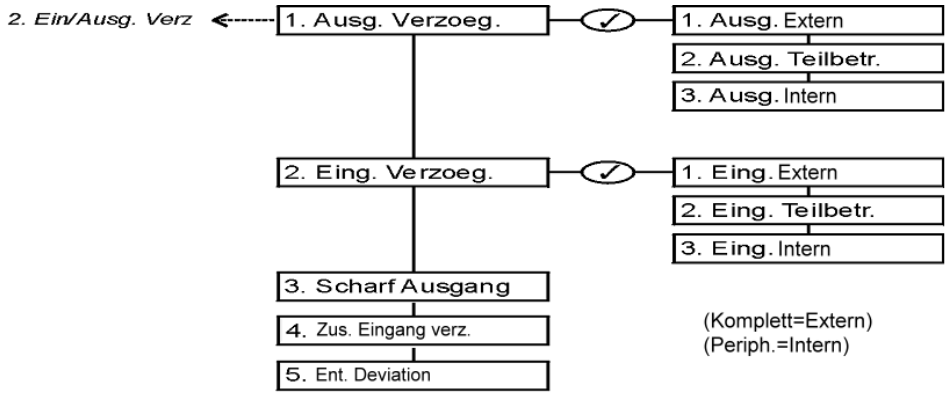 2. Ein/Ausg. Verz
1. Ausg. Verzoeg.
1. Ausg. Extern
2. Ausg. Teilbetr.
3. Ausg. Intern
2. Eing. Verzoeg.
1. Eing. Extern
2. Eing. Teilbetr.
3. Eing. Intern
3. Scharf Ausgang
4. Zus. Eingang verz.
5. Ent. Deviation
(Komplett=Extern)
(Periph.=Intern)